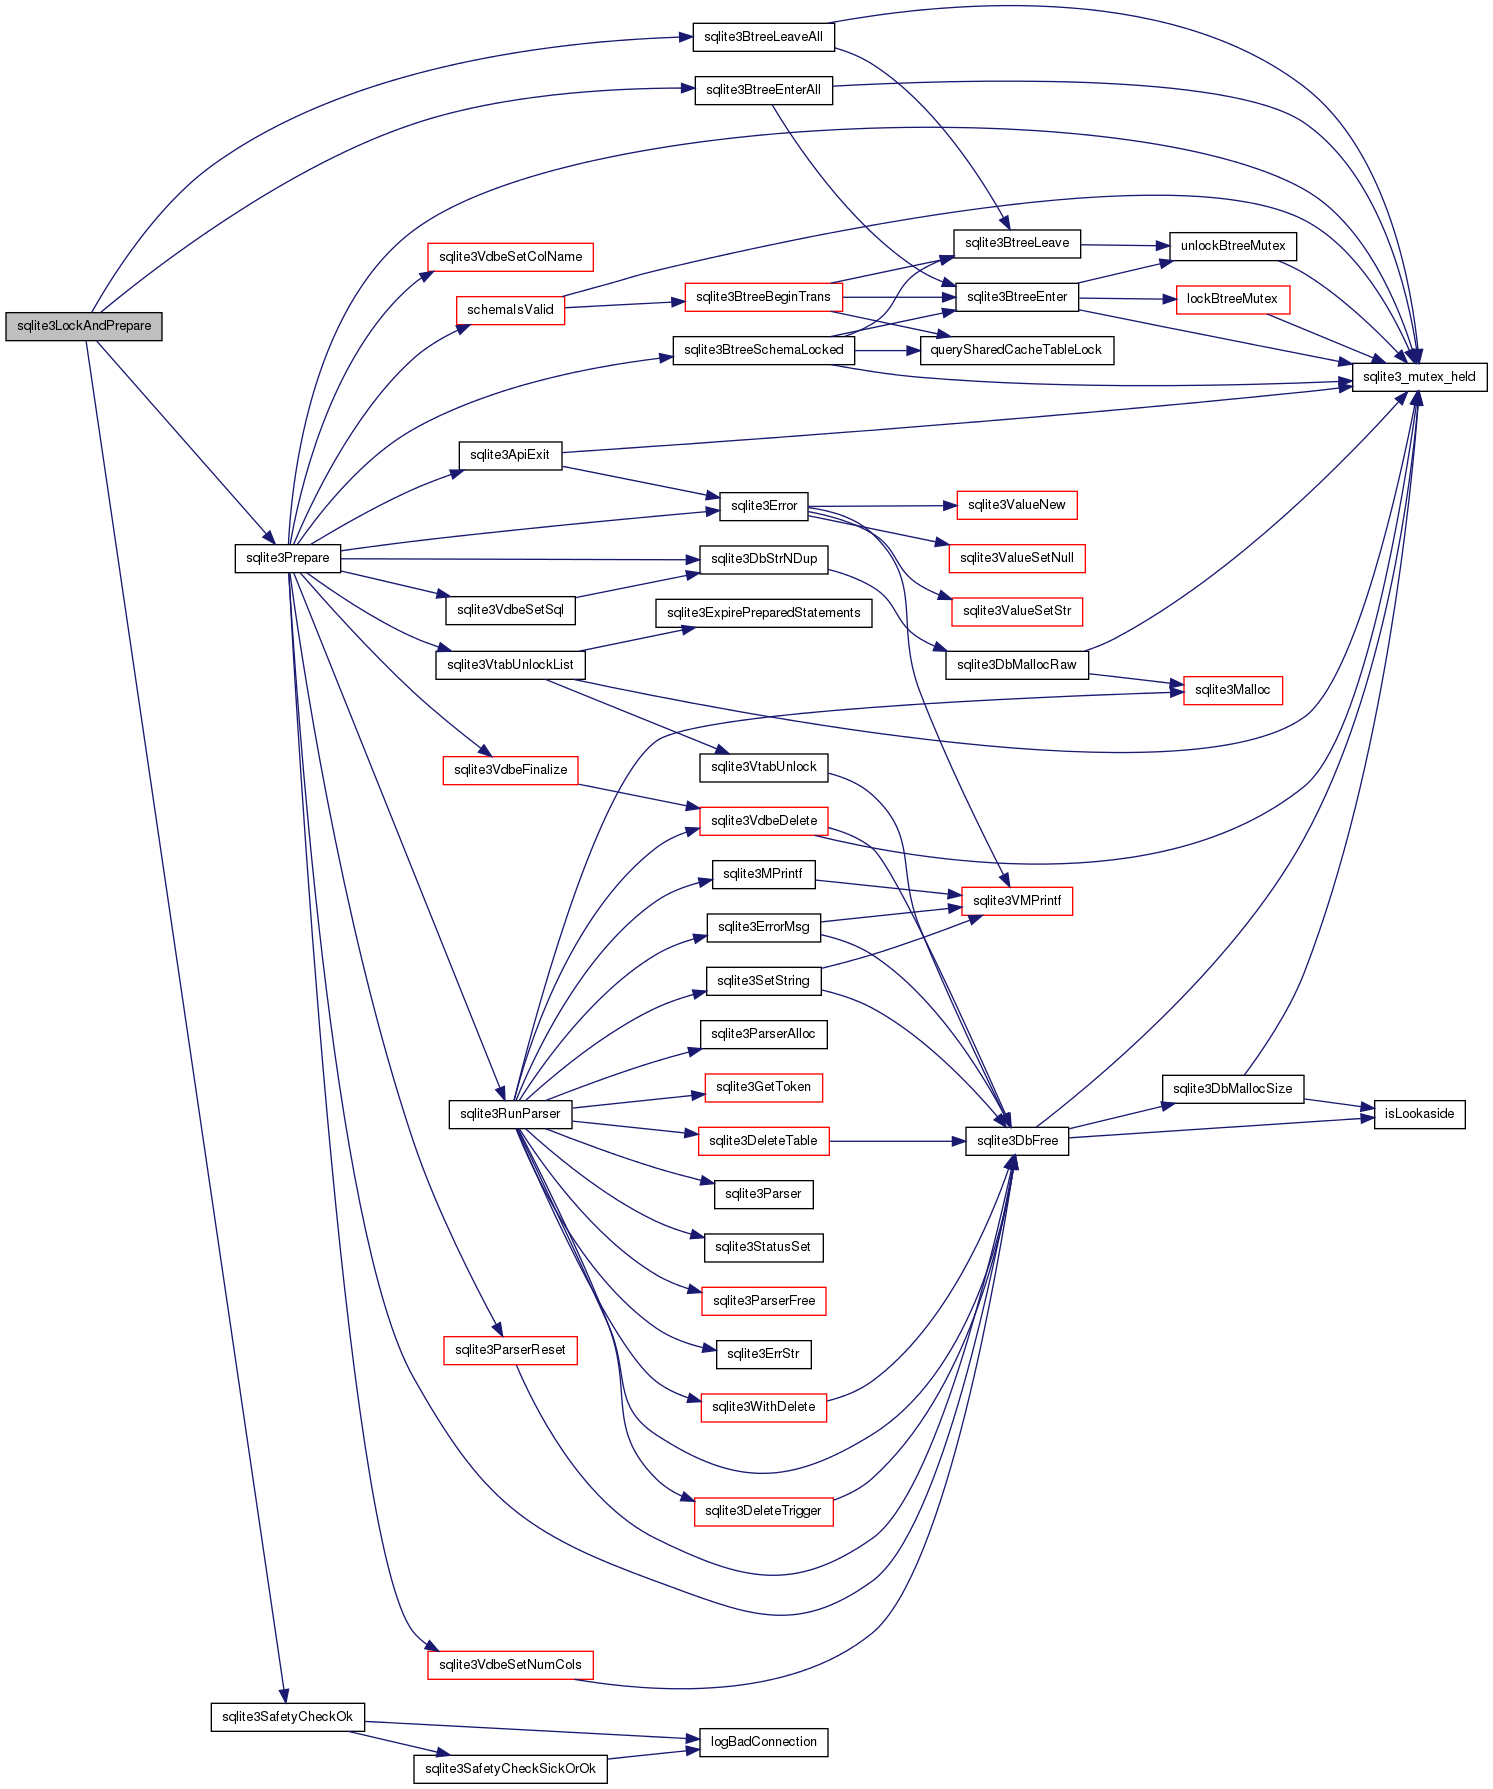 sqlite3BtreeLeaveAll
sqlite3BtreeEnterAll
sqlite3BtreeLeave
unlockBtreeMutex
sqlite3VdbeSetColName
sqlite3BtreeBeginTrans
sqlite3BtreeEnter
lockBtreeMutex
schemaIsValid
sqlite3LockAndPrepare
sqlite3BtreeSchemaLocked
querySharedCacheTableLock
sqlite3_mutex_held
sqlite3ApiExit
sqlite3Error
sqlite3ValueNew
sqlite3Prepare
sqlite3DbStrNDup
sqlite3ValueSetNull
sqlite3VdbeSetSql
sqlite3ExpirePreparedStatements
sqlite3ValueSetStr
sqlite3VtabUnlockList
sqlite3DbMallocRaw
sqlite3Malloc
sqlite3VdbeFinalize
sqlite3VtabUnlock
sqlite3VdbeDelete
sqlite3MPrintf
sqlite3VMPrintf
sqlite3ErrorMsg
sqlite3SetString
sqlite3ParserAlloc
sqlite3GetToken
sqlite3DbMallocSize
sqlite3RunParser
isLookaside
sqlite3DeleteTable
sqlite3DbFree
sqlite3Parser
sqlite3StatusSet
sqlite3ParserFree
sqlite3ParserReset
sqlite3ErrStr
sqlite3WithDelete
sqlite3DeleteTrigger
sqlite3VdbeSetNumCols
sqlite3SafetyCheckOk
logBadConnection
sqlite3SafetyCheckSickOrOk